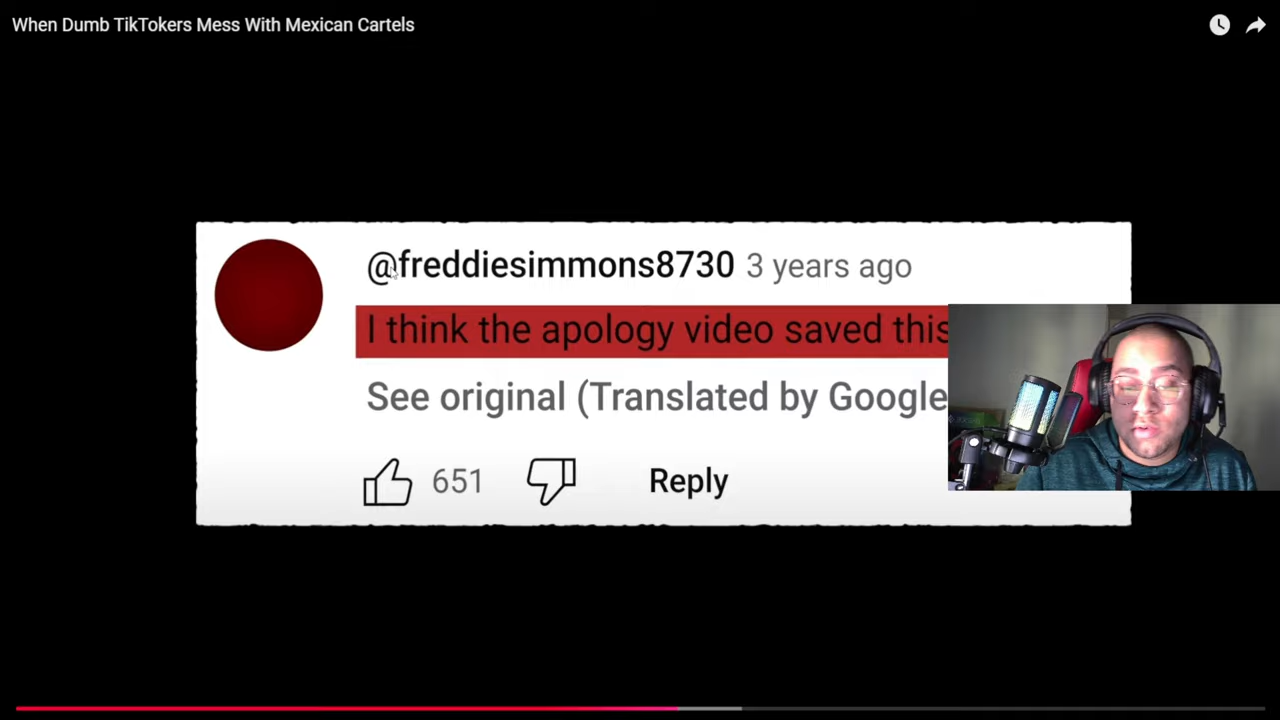 When Dumb TikTokers Mess With Mexican Cartels
@freddiesimmons8730 3 years ago
I think the apology video saved this
See original (Translated by Google
651 Reply